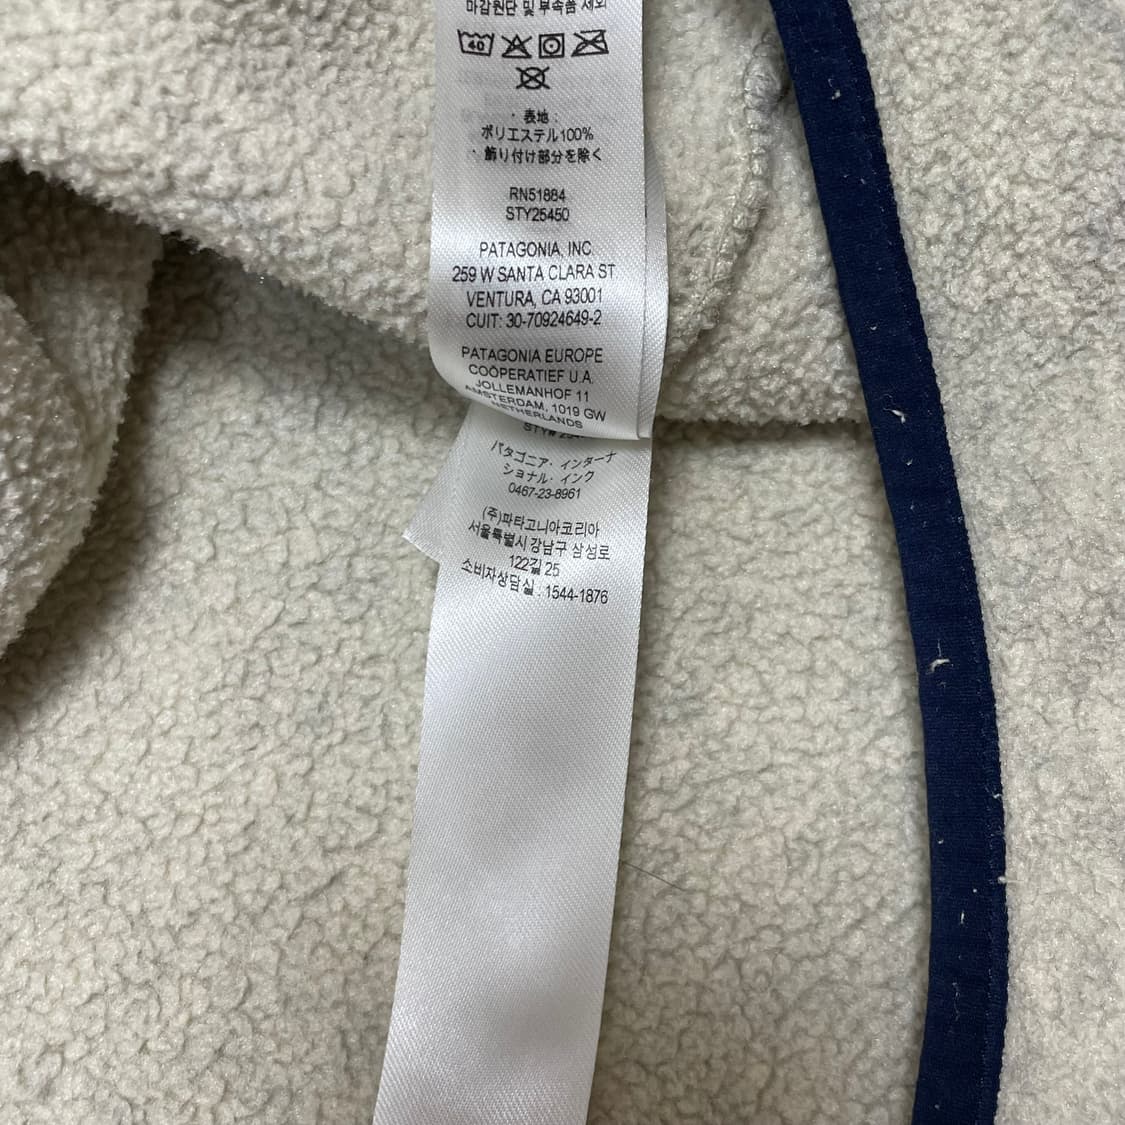 마감원단 및 부속품 제외
40
・表地：
ポリエステル100%
・飾り付け部分を除く
RN51884
STY25450
PATAGONIA, INC
259 W SANTA CLARA ST
VENTURA, CA 93001
CUIT: 30-70924649-2
PATAGONIA EUROPE
COÖPERATIEF U.A.
JOLLEMANHOF 11
AMSTERDAM, 1019 GW
NETHERLANDS
STY#
パタゴニア・インターナ
ショナル・インク
0467-23-8961
(주)파타고니아코리아
서울특별시 강남구 삼성로
122길 25
소비자상담실 : 1544-1876